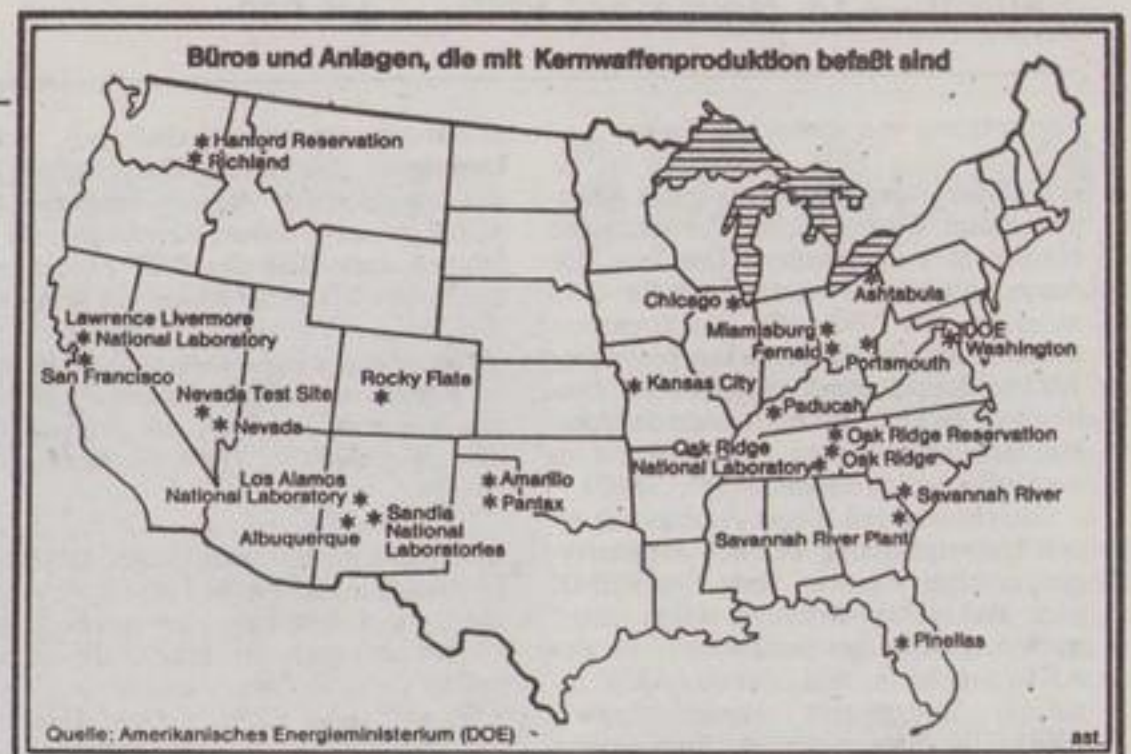 Büros und Anlagen, die mit Kernwaffenproduktion befaßt sind
Hanford Reservation
Richland
Lawrence Livermore
National Laboratory
San Francisco
Nevada Test Site
Nevada
Rocky Flats
Los Alamos
National Laboratory
Albuquerque
Sandia
National
Laboratories
Amarillo
Pantax
Chicago
Kansas City
Miamisburg
Fernald
Portsmouth
Ashtabula
DOE
Washington
Paducah
Oak Ridge
National Laboratory
Oak Ridge Reservation
Oak Ridge
Savannah River
Savannah River Plant
Pinellas
Quelle: Amerikanisches Energieministerium (DOE)
ast.